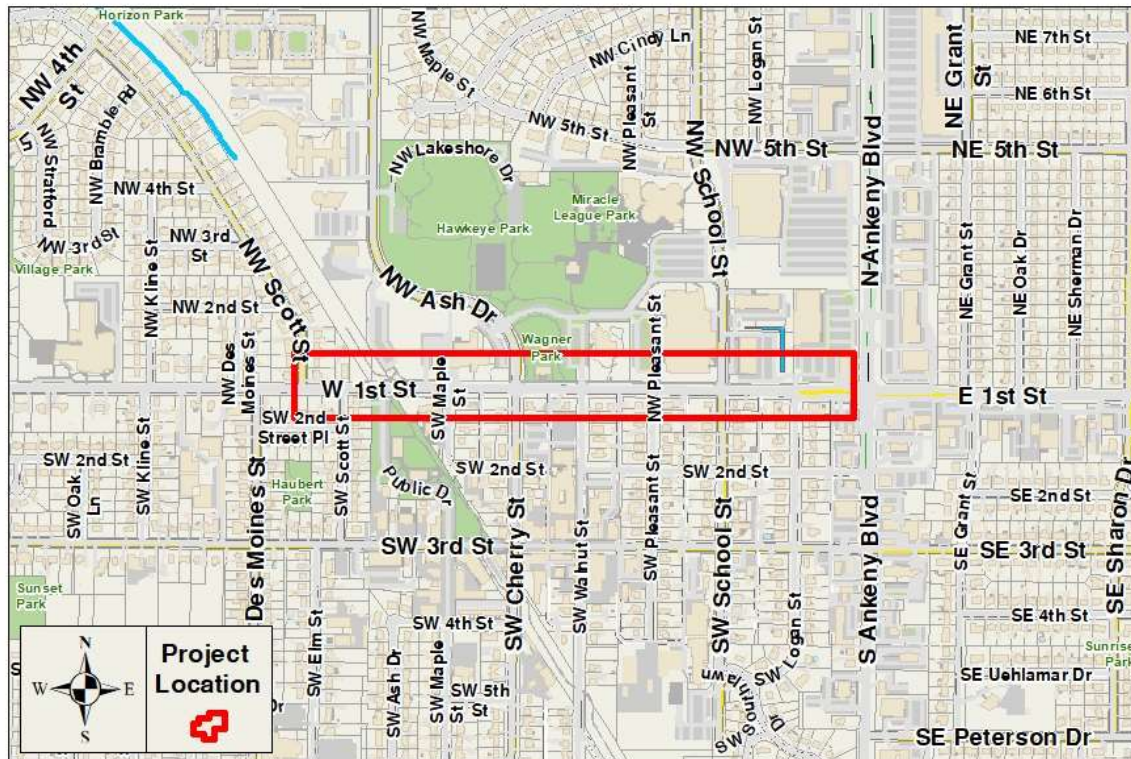 Horizon Park
NW 4th
St
NW Stratford
Ln
NW Bramble Rd
NW 4th St
NW 3rd St
NW 3rd
St
Village Park
NW Kline St
NW 2nd St
NW Scott St
NW Des
Moines St
NW Maple St
NW Cindy Ln
NW 5th St
NW Pleasant
St
NW Logan St
NW 5th St
NW School St
NW Lakeshore Dr
Miracle
League Park
Hawkeye Park
NW Ash Dr
Wagner
Park
NW Pleasant St
N Ankeny Blvd
NE Grant
St
NE 7th St
NE 6th St
NE 5th St
NE Grant St
NE Oak Dr
NE Sherman Dr
W 1st St
SW Maple
St
E 1st St
SW 2nd
Street Pl
SW 2nd St
SW Oak
Ln
SW Kline St
Des Moines St
Haubert
Park
SW Scott St
Public Dr
SW 2nd St
SW Cherry St
SW Walnut St
SW Pleasant St
SW 2nd St
SW School St
S Ankeny Blvd
SE Grant St
SE 2nd St
SE 3rd St
SE Sharon Dr
SW 3rd St
Sunset
Park
SW Elm St
SW Ash Dr
SW 4th St
SW Maple
St
SW 5th
St
Dr
SW Logan St
SW Southlawn
Dr
SE 4th St
Sunrise
Park
SE Uehlamar Dr
SE Peterson Dr
N
W E
S
Project
Location